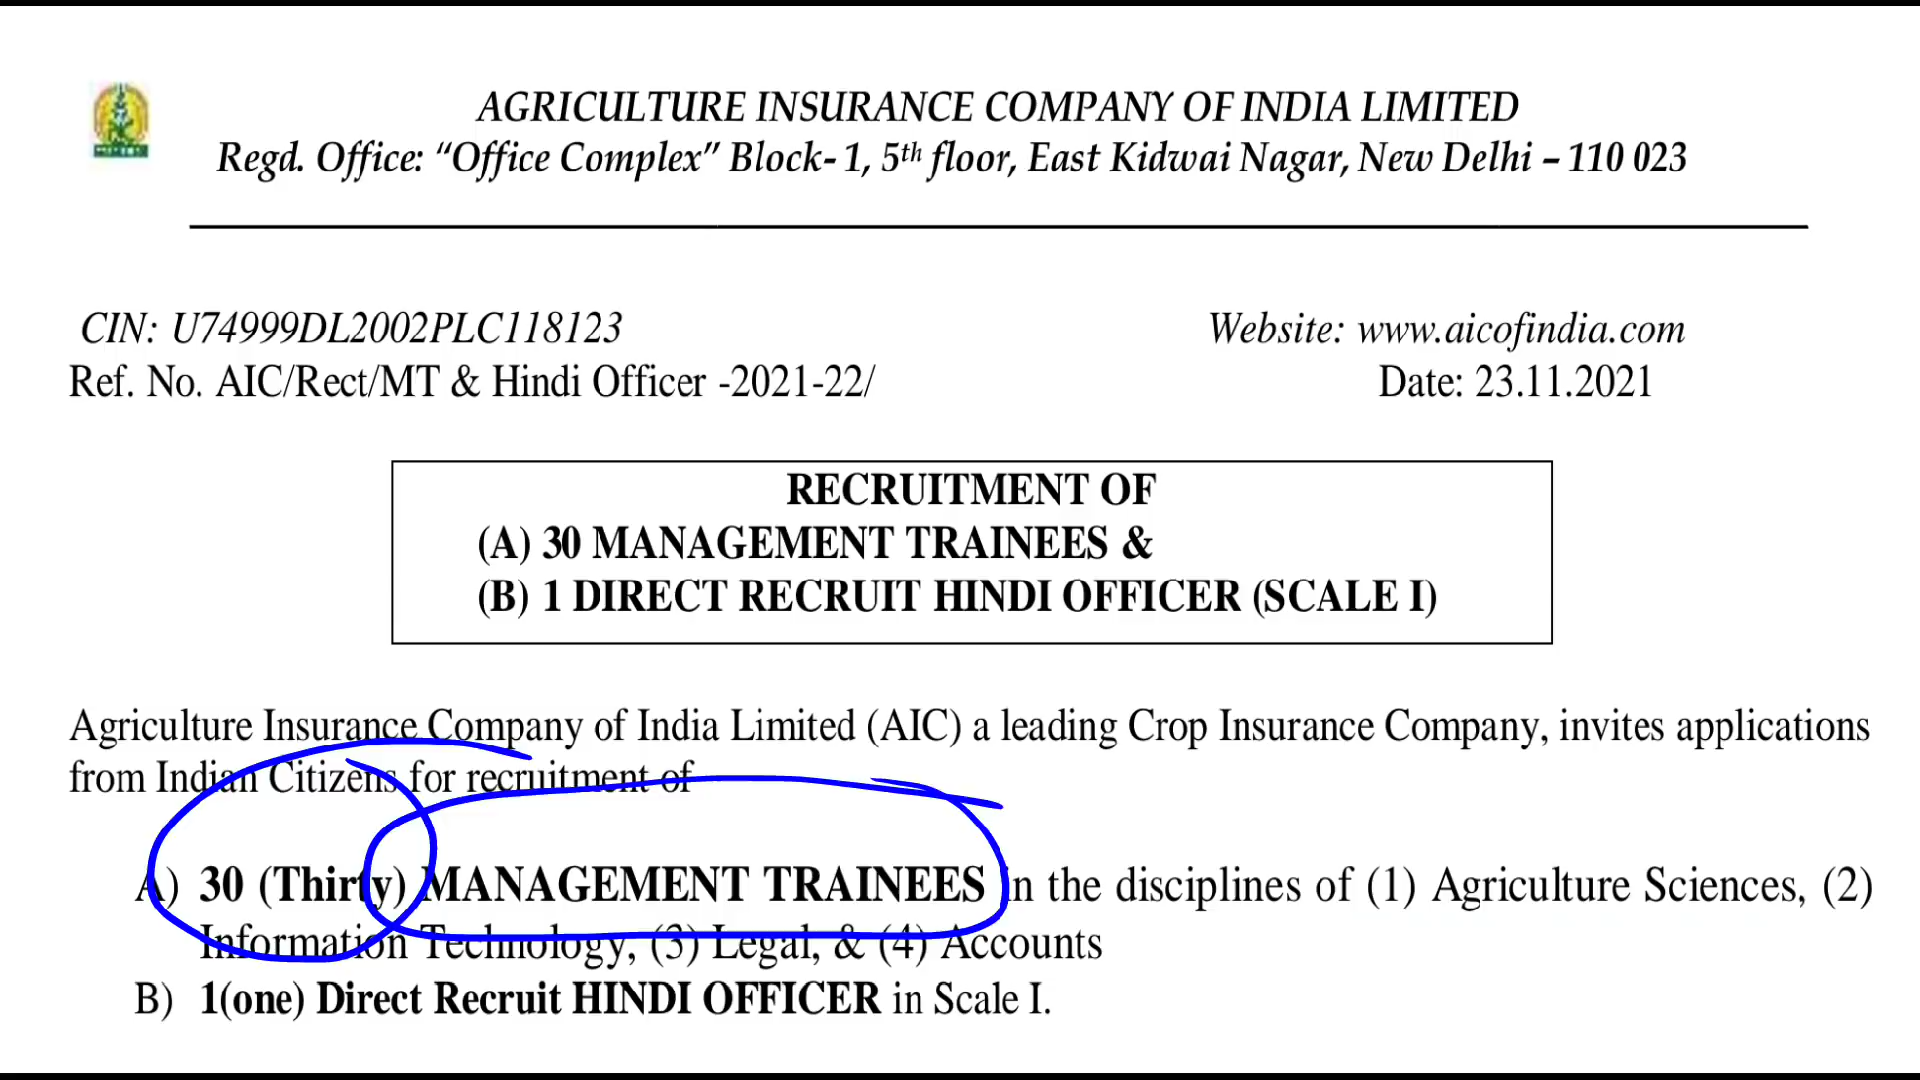 AGRICULTURE INSURANCE COMPANY OF INDIA LIMITED
Regd. Office: “Office Complex” Block- 1, 5th floor, East Kidwai Nagar, New Delhi – 110 023
CIN: U74999DL2002PLC118123 Website: www.aicofindia.com
Ref. No. AIC/Rect/MT & Hindi Officer -2021-22/ Date: 23.11.2021
RECRUITMENT OF
(A) 30 MANAGEMENT TRAINEES &
(B) 1 DIRECT RECRUIT HINDI OFFICER (SCALE I)
Agriculture Insurance Company of India Limited (AIC) a leading Crop Insurance Company, invites applications
from Indian Citizens for recruitment of
A) 30 (Thirty) MANAGEMENT TRAINEES in the disciplines of (1) Agriculture Sciences, (2)
Information Technology, (3) Legal, & (4) Accounts
B) 1(one) Direct Recruit HINDI OFFICER in Scale I.